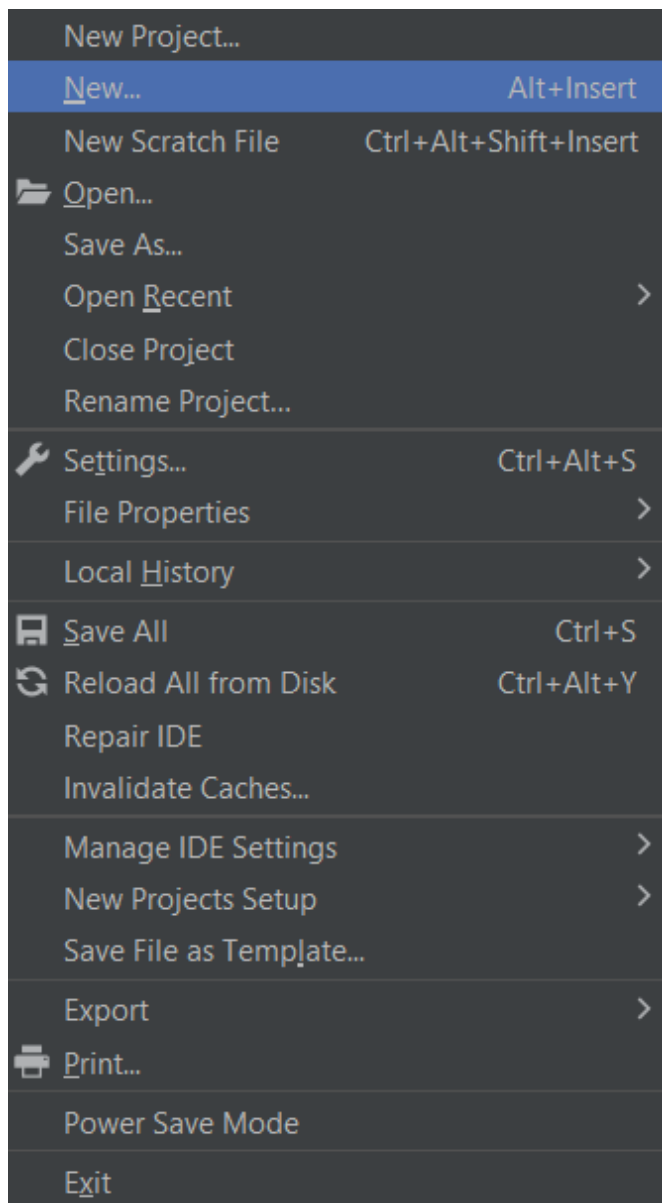 New Project...
New... Alt+Insert
New Scratch File Ctrl+Alt+Shift+Insert
Open...
Save As...
Open Recent
Close Project
Rename Project...
Settings... Ctrl+Alt+S
File Properties
Local History
Save All Ctrl+S
Reload All from Disk Ctrl+Alt+Y
Repair IDE
Invalidate Caches...
Manage IDE Settings
New Projects Setup
Save File as Template...
Export
Print...
Power Save Mode
Exit